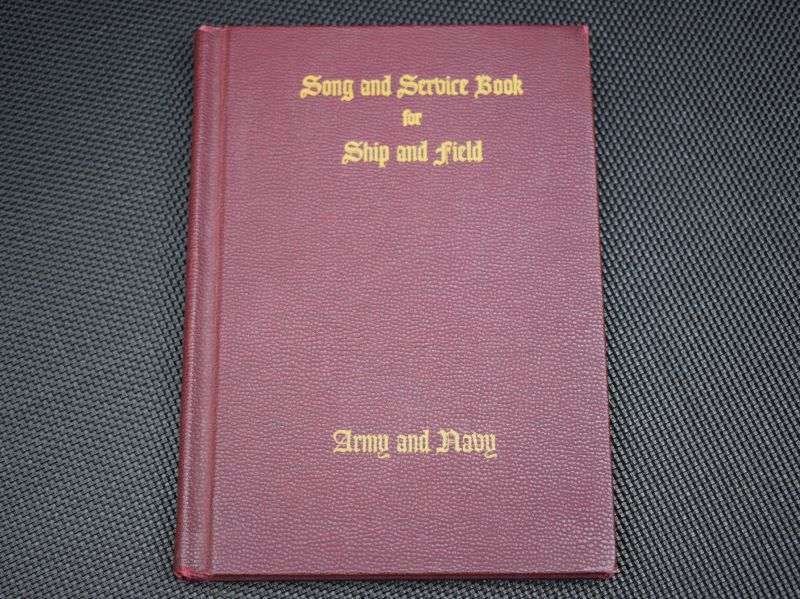 Song and Service Book
for
Ship and Field
Army and Navy